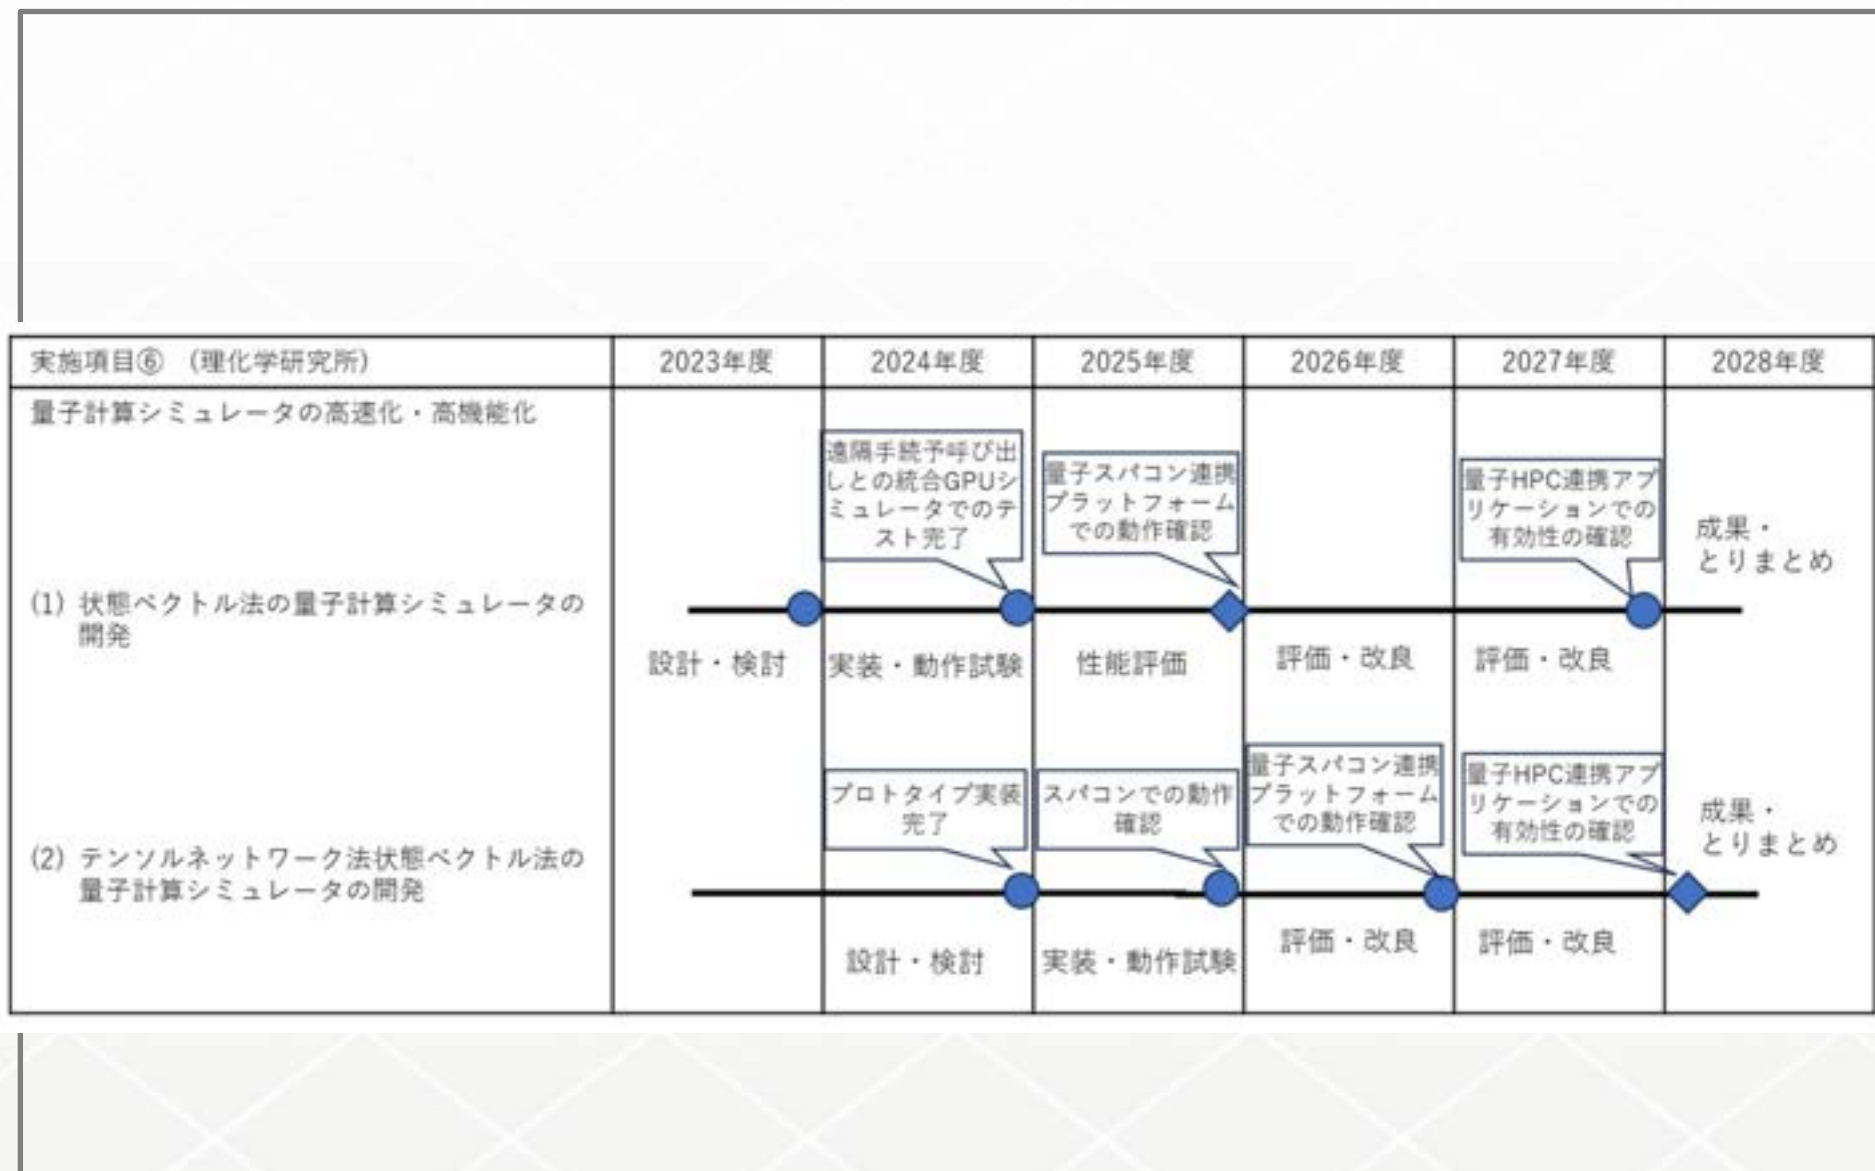 実施項目⑥ （理化学研究所）
2023年度
2024年度
2025年度
2026年度
2027年度
2028年度
量子計算シミュレータの高速化・高機能化
遠隔手続予呼び出
しとの統合GPUシ
ミュレータでのテ
スト完了
量子スパコン連携
プラットフォーム
での動作確認
量子HPC連携アプ
リケーションでの
有効性の確認
成果・
とりまとめ
(1) 状態ベクトル法の量子計算シミュレータの
開発
設計・検討
実装・動作試験
性能評価
評価・改良
評価・改良
プロトタイプ実装
完了
スパコンでの動作
確認
量子スパコン連携
プラットフォーム
での動作確認
量子HPC連携アプ
リケーションでの
有効性の確認
成果・
とりまとめ
(2) テンソルネットワーク法状態ベクトル法の
量子計算シミュレータの開発
設計・検討
実装・動作試験
評価・改良
評価・改良